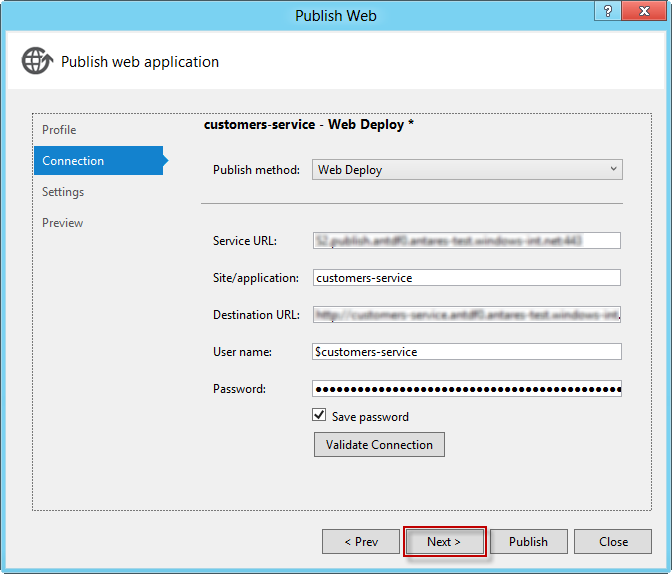 Publish Web
?
x
Publish web application
Profile
Connection
Settings
Preview
customers-service - Web Deploy *
Publish method: Web Deploy
Service URL:
Site/application: customers-service
Destination URL:
User name: $customers-service
Password: ●●●●●●●●●●●●●●●●●●●●●●●●●●●●●●●●●●●●●●●●●●●
Save password
Validate Connection
< Prev Next > Publish Close